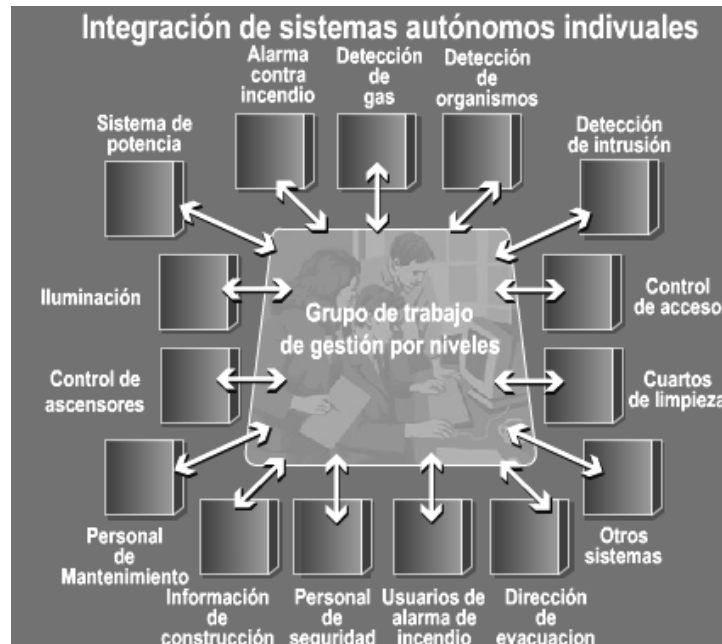 Integración de sistemas autónomos indivuales
Alarma
contra
incendio
Detección
de
gas
Detección
de
organismos
Sistema de
potencia
Detección
de intrusión
Iluminación
Control
de acceso
Grupo de trabajo
de gestión por niveles
Control de
ascensores
Cuartos
de limpieza
Personal
de
Mantenimiento
Otros
sistemas
Información
de
construcción
Personal
de
seguridad
Usuarios de
alarma de
incendio
Dirección
de
evacuacion